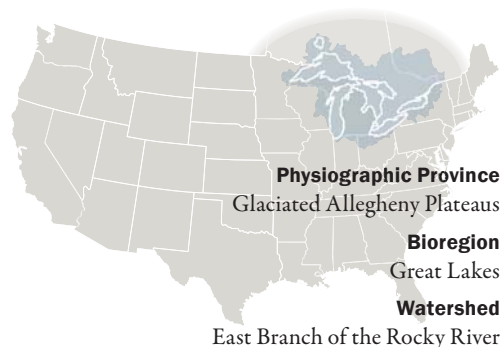 Physiographic Province
Glaciated Allegheny Plateaus
Bioregion
Great Lakes
Watershed
East Branch of the Rocky River